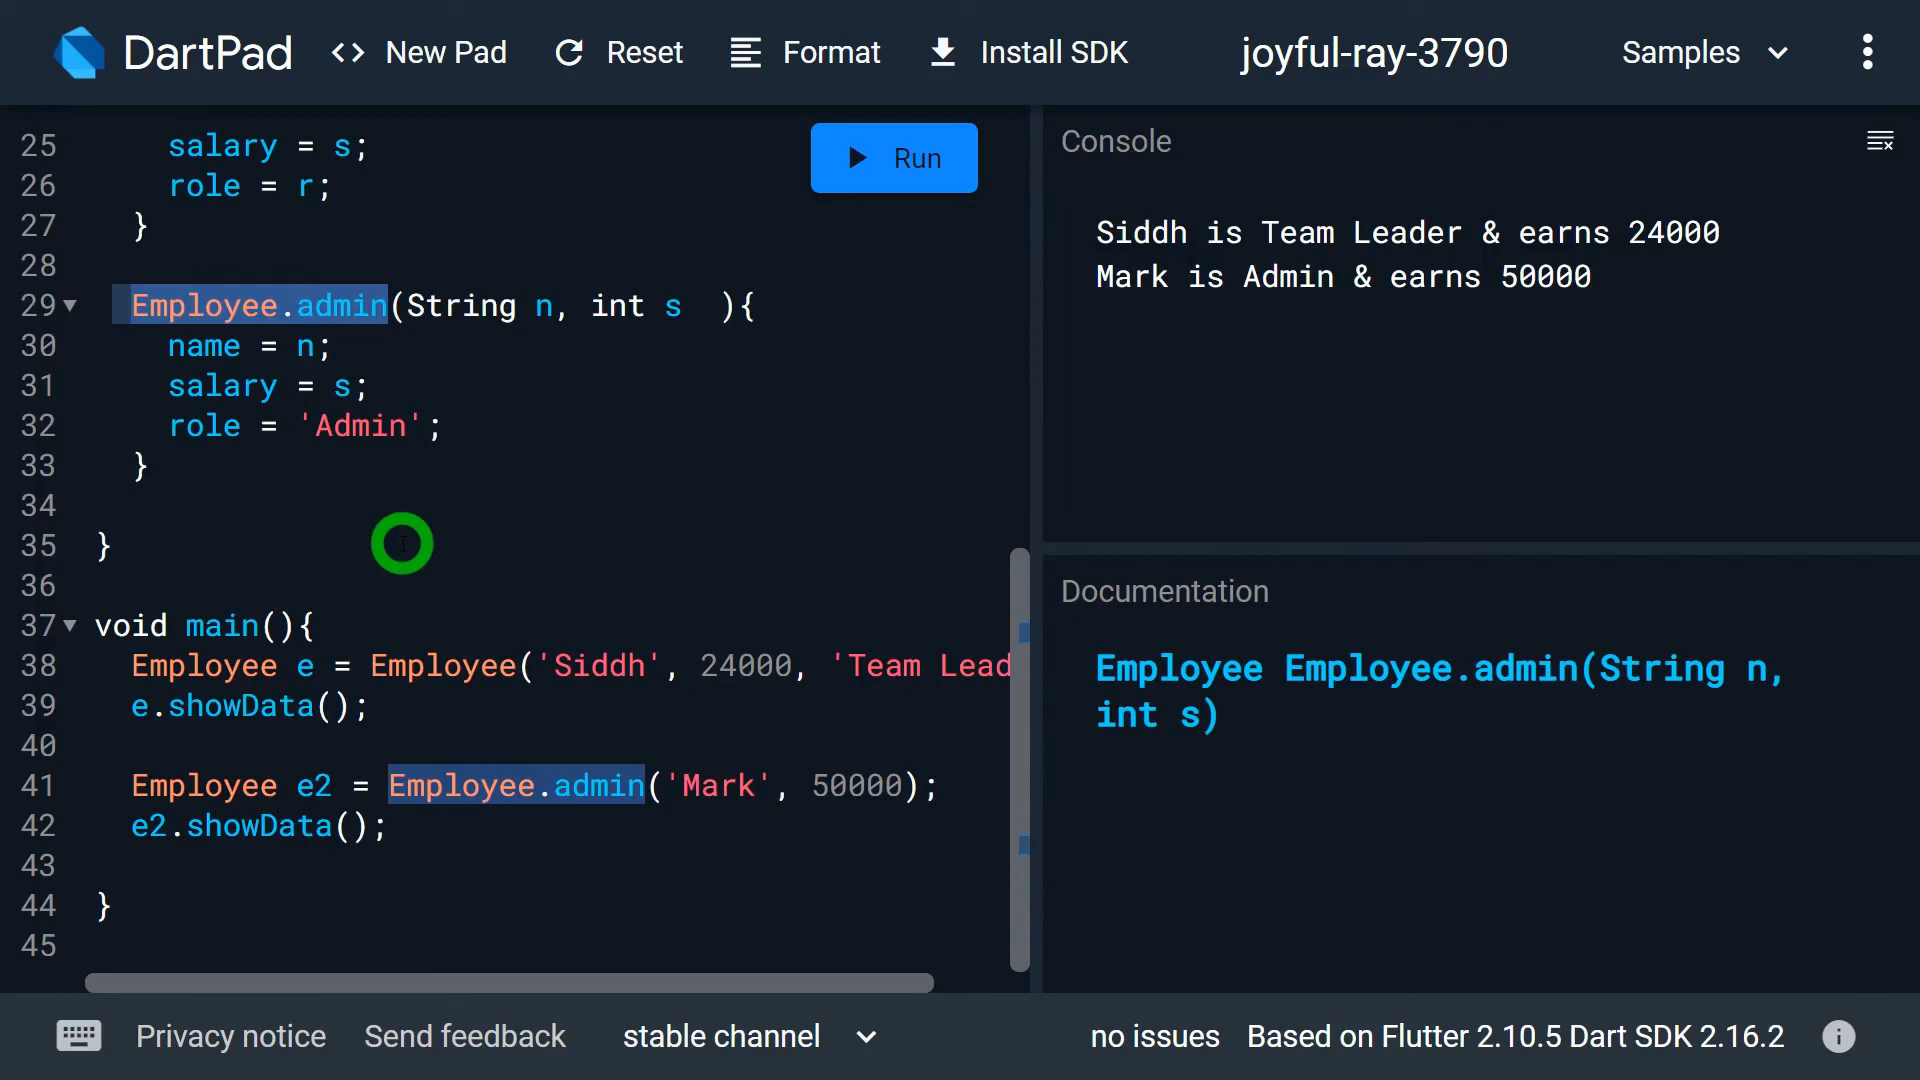 DartPad <> New Pad Reset Format Install SDK joyful-ray-3790 Samples
25 salary = s;
26 role = r;
27 }
28
29 Employee.admin(String n, int s  ){
30 name = n;
31 salary = s;
32 role = 'Admin';
33 }
34
35 }
36
37 void main(){
38 Employee e = Employee('Siddh', 24000, 'Team Lead
39 e.showData();
40
41 Employee e2 = Employee.admin('Mark', 50000);
42 e2.showData();
43
44 }
45
Run
Console
Siddh is Team Leader & earns 24000
Mark is Admin & earns 50000
Documentation
Employee Employee.admin(String n,
int s)
Privacy notice Send feedback stable channel no issues Based on Flutter 2.10.5 Dart SDK 2.16.2